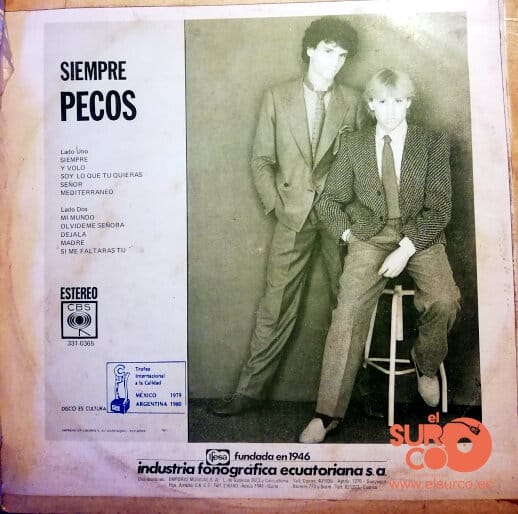 SIEMPRE
PECOS
Lado Uno
SIEMPRE
Y VOLO
SOY LO QUE TU QUIERAS
SEÑOR
MEDITERRANEO
Lado Dos
MI MUNDO
OLVIDEME SEÑORA
DEJALA
MADRE
SI ME FALTARAS TU
ESTEREO
CBS
331-0365
Trofeo
Internacional
a la Calidad
MÉXICO 1979
ARGENTINA 1980
DISCO ES CULTURA
ifesa fundada en 1946
industria fonográfica ecuatoriana s.a.
el
SURCO
www.elsurco.ec